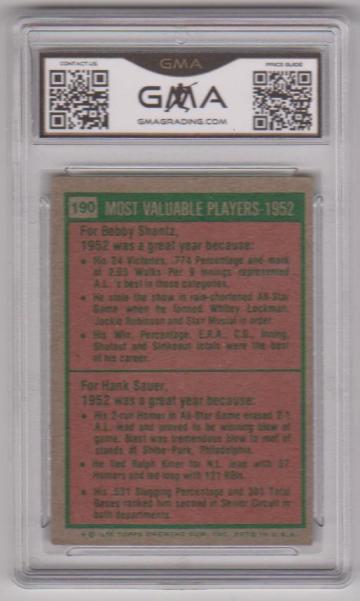 CONTACT US
GMA
PRICE GUIDE
GMA
GMAGRADING.COM
190 MOST VALUABLE PLAYERS-1952
For Bobby Shantz,
1952 was a great year because:
• His 24 Victories, .774 Percentage and mark
of 2.03 Walks Per 9 Innings represented
A.L.'s best in those categories.
• He stole the show in rain-shortened All-Star
Game when he fanned Whitey Lockman,
Jackie Robinson and Stan Musial in order.
• His Win, Percentage, E.R.A., C.G., Inning,
Shutout and Strikeout totals were the best
of his career.
For Hank Sauer,
1952 was a great year because:
• His 2-run Homer in All-Star Game erased 2-1
A.L. lead and proved to be winning blow of
game. Blast was tremendous blow to roof of
stands at Shibe-Park, Philadelphia.
• He tied Ralph Kiner for N.L. lead with 37
Homers and led loop with 121 RBIs.
• His .531 Slugging Percentage and 301 Total
Bases ranked him second in Senior Circuit in
both departments.
© 1975 TOPPS CHEWING GUM, INC. PRTD. IN U.S.A.